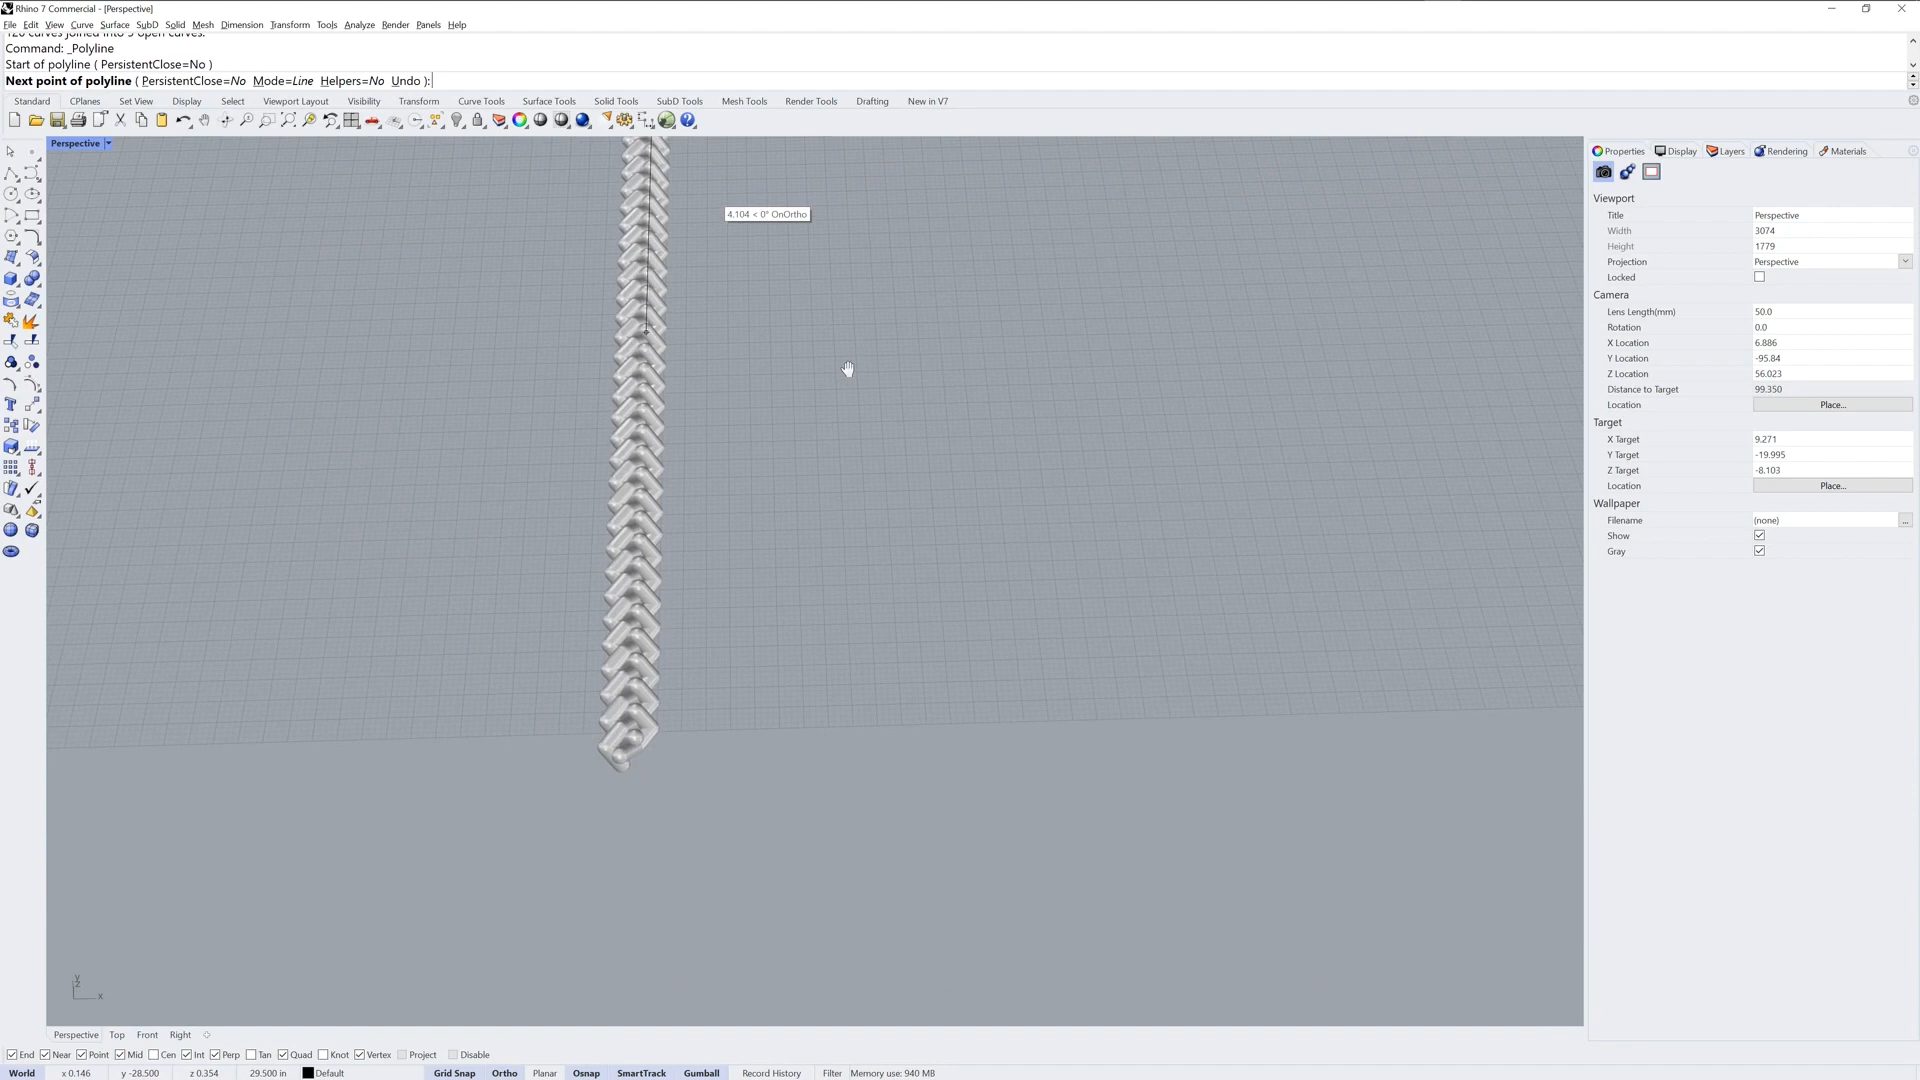 Rhino 7 Commercial - [Perspective]
File Edit View Curve Surface SubD Solid Mesh Dimension Transform Tools Analyze Render Panels Help
120 curves joined into 5 open curves.
Command: _Polyline
Start of polyline ( PersistentClose=No )
Next point of polyline ( PersistentClose=No Mode=Line Helpers=No Undo ):
Standard CPlanes Set View Display Select Viewport Layout Visibility Transform Curve Tools Surface Tools Solid Tools SubD Tools Mesh Tools Render Tools Drafting New in V7
Perspective
4.104 < 0° OnOrtho
Properties Display Layers Rendering Materials
Viewport
Title Perspective
Width 3074
Height 1779
Projection Perspective
Locked
Camera
Lens Length(mm) 50.0
Rotation 0.0
X Location 6.886
Y Location -95.84
Z Location 56.023
Distance to Target 99.350
Location Place...
Target
X Target 9.271
Y Target -19.995
Z Target -8.103
Location Place...
Wallpaper
Filename (none) ...
Show
Gray
y
z
x
Perspective Top Front Right
End Near Point Mid Cen Int Perp Tan Quad Knot Vertex Project Disable
World x 0.146 y -28.500 z 0.354 29.500 in Default Grid Snap Ortho Planar Osnap SmartTrack Gumball Record History Filter Memory use: 940 MB